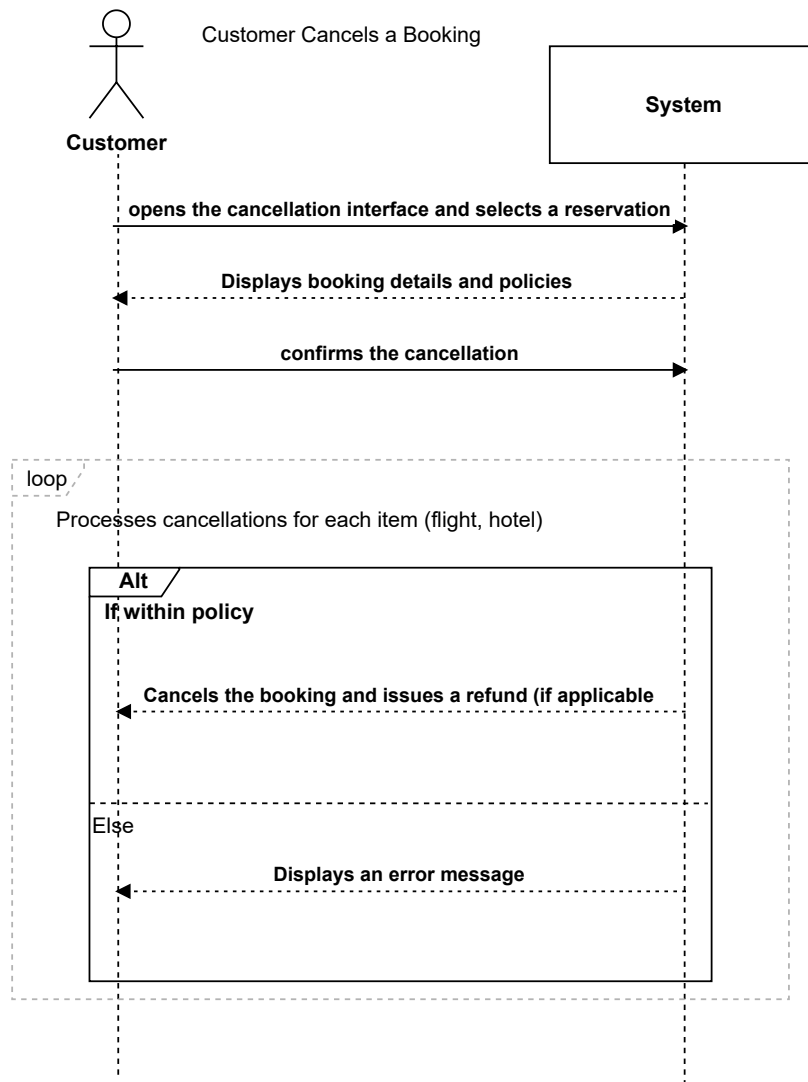 Customer Cancels a Booking
System
Customer
opens the cancellation interface and selects a reservation
Displays booking details and policies
confirms the cancellation
loop
Processes cancellations for each item (flight, hotel)
Alt
If within policy
Cancels the booking and issues a refund (if applicable
Else
Displays an error message